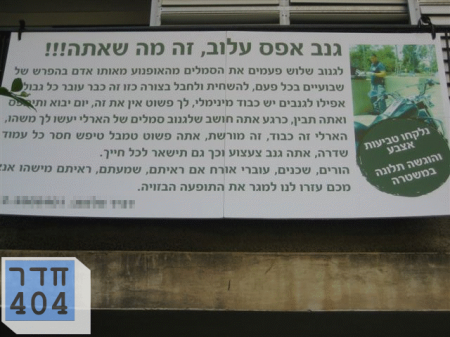 גנב אפס עלוב, זה מה שאתה!!!
לגנוב שלוש פעמים את הסמלים מהאופנוע מאותו אדם בהפרש של
שבועיים בכל פעם, להשחית ולחבל בצורה כזו זה כבר עובר כל גבול
אפילו לגנבים יש כבוד מינימלי, לך פשוט אין את זה, יום יבוא
ואתה תבין, כרגע אתה חושב שלגנוב סמלים של הארלי יעשו לך משהו,
הארלי זה כבוד, זה מורשת, אתה פשוט טמבל טיפש חסר כל עמוד
שדרה, אתה גנב צעצוע וכך גם תישאר לכל חייך.
הורים, שכנים, עוברי אורח אם ראיתם, שמעתם, ראיתם מישהו אנא
מכם עזרו לנו למגר את התופעה הבזויה.
נלקחו טביעות
אצבע
והוגשה תלונה
במשטרה
חדר
404